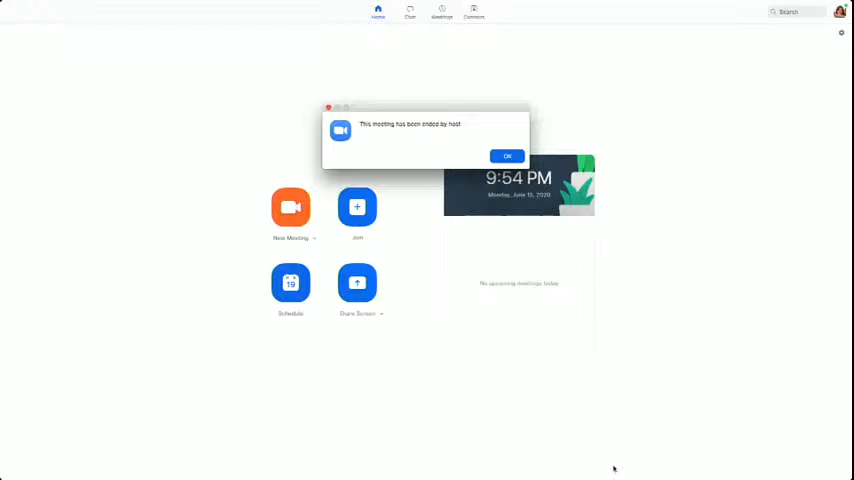 Home
Chat
Meetings
Contacts
Search
This meeting has been ended by host
OK
9:54 PM
Monday, June 15, 2020
New Meeting
Join
19
Schedule
Share Screen
No upcoming meetings today